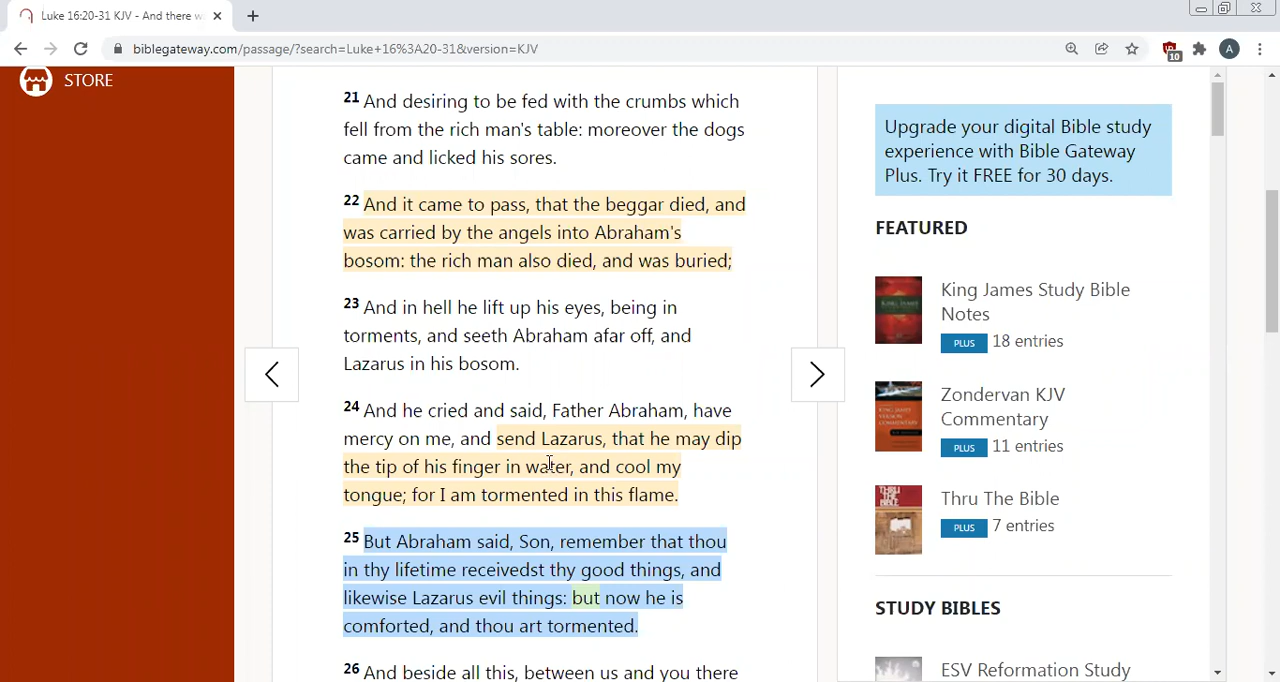 Luke 16:20-31 KJV - And there w
biblegateway.com/passage/?search=Luke+16%3A20-31&version=KJV
10
A
STORE
21 And desiring to be fed with the crumbs which
fell from the rich man's table: moreover the dogs
came and licked his sores.
22 And it came to pass, that the beggar died, and
was carried by the angels into Abraham's
bosom: the rich man also died, and was buried;
23 And in hell he lift up his eyes, being in
torments, and seeth Abraham afar off, and
Lazarus in his bosom.
24 And he cried and said, Father Abraham, have
mercy on me, and send Lazarus, that he may dip
the tip of his finger in water, and cool my
tongue; for I am tormented in this flame.
25 But Abraham said, Son, remember that thou
in thy lifetime receivedst thy good things, and
likewise Lazarus evil things: but now he is
comforted, and thou art tormented.
26 And beside all this, between us and you there
Upgrade your digital Bible study
experience with Bible Gateway
Plus. Try it FREE for 30 days.
FEATURED
King James Study Bible
Notes
PLUS 18 entries
Zondervan KJV
Commentary
PLUS 11 entries
Thru The Bible
PLUS 7 entries
STUDY BIBLES
ESV Reformation Study